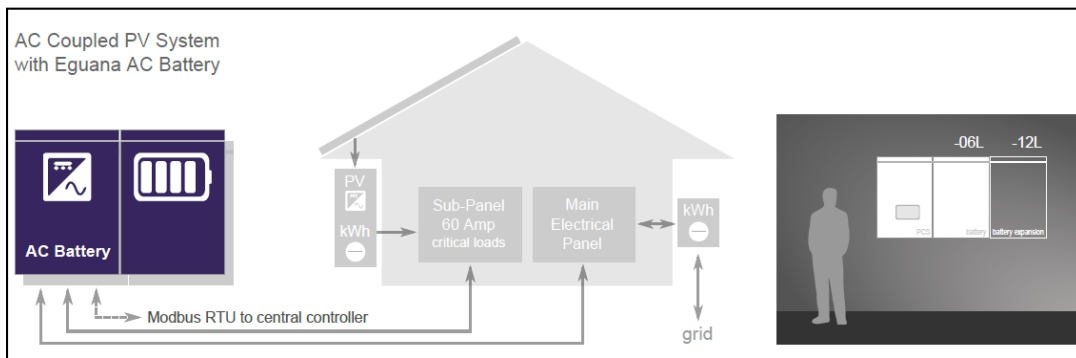 AC Coupled PV System
with Eguana AC Battery
AC Battery
PV
kWh
Sub-Panel
60 Amp
critical loads
Main
Electrical
Panel
kWh
grid
Modbus RTU to central controller
-06L
-12L
PCS
battery
battery expansion